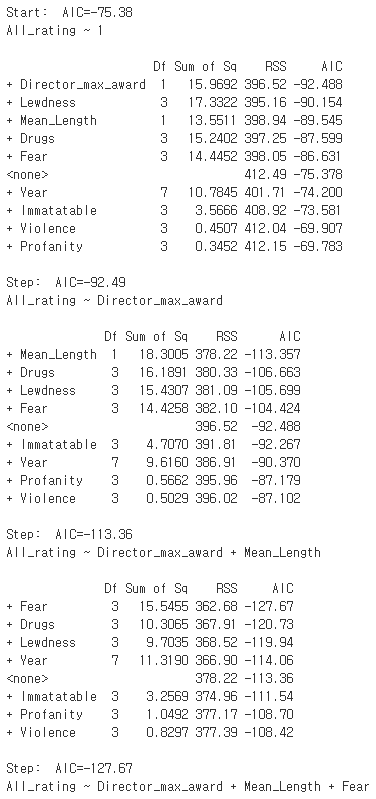 Start:  AIC=-75.38
All_rating ~ 1
Df Sum of Sq    RSS     AIC
+ Director_max_award  1   15.9692 396.52 -92.488
+ Lewdness            3   17.3322 395.16 -90.154
+ Mean_Length         1   13.5511 398.94 -89.545
+ Drugs               3   15.2402 397.25 -87.599
+ Fear                3   14.4452 398.05 -86.631
<none>                            412.49 -75.378
+ Year                7   10.7845 401.71 -74.200
+ Immatatable         3    3.5666 408.92 -73.581
+ Violence            3    0.4507 412.04 -69.907
+ Profanity           3    0.3452 412.15 -69.783
Step:  AIC=-92.49
All_rating ~ Director_max_award
Df Sum of Sq    RSS      AIC
+ Mean_Length  1   18.3005 378.22 -113.357
+ Drugs        3   16.1891 380.33 -106.663
+ Lewdness     3   15.4307 381.09 -105.699
+ Fear         3   14.4258 382.10 -104.424
<none>                     396.52  -92.488
+ Immatatable  3    4.7070 391.81  -92.267
+ Year         7    9.6160 386.91  -90.370
+ Profanity    3    0.5662 395.96  -87.179
+ Violence     3    0.5029 396.02  -87.102
Step:  AIC=-113.36
All_rating ~ Director_max_award + Mean_Length
Df Sum of Sq    RSS     AIC
+ Fear         3   15.5455 362.68 -127.67
+ Drugs        3   10.3065 367.91 -120.73
+ Lewdness     3    9.7035 368.52 -119.94
+ Year         7   11.3190 366.90 -114.06
<none>                     378.22 -113.36
+ Immatatable  3    3.2569 374.96 -111.54
+ Profanity    3    1.0492 377.17 -108.70
+ Violence     3    0.8297 377.39 -108.42
Step:  AIC=-127.67
All_rating ~ Director_max_award + Mean_Length + Fear